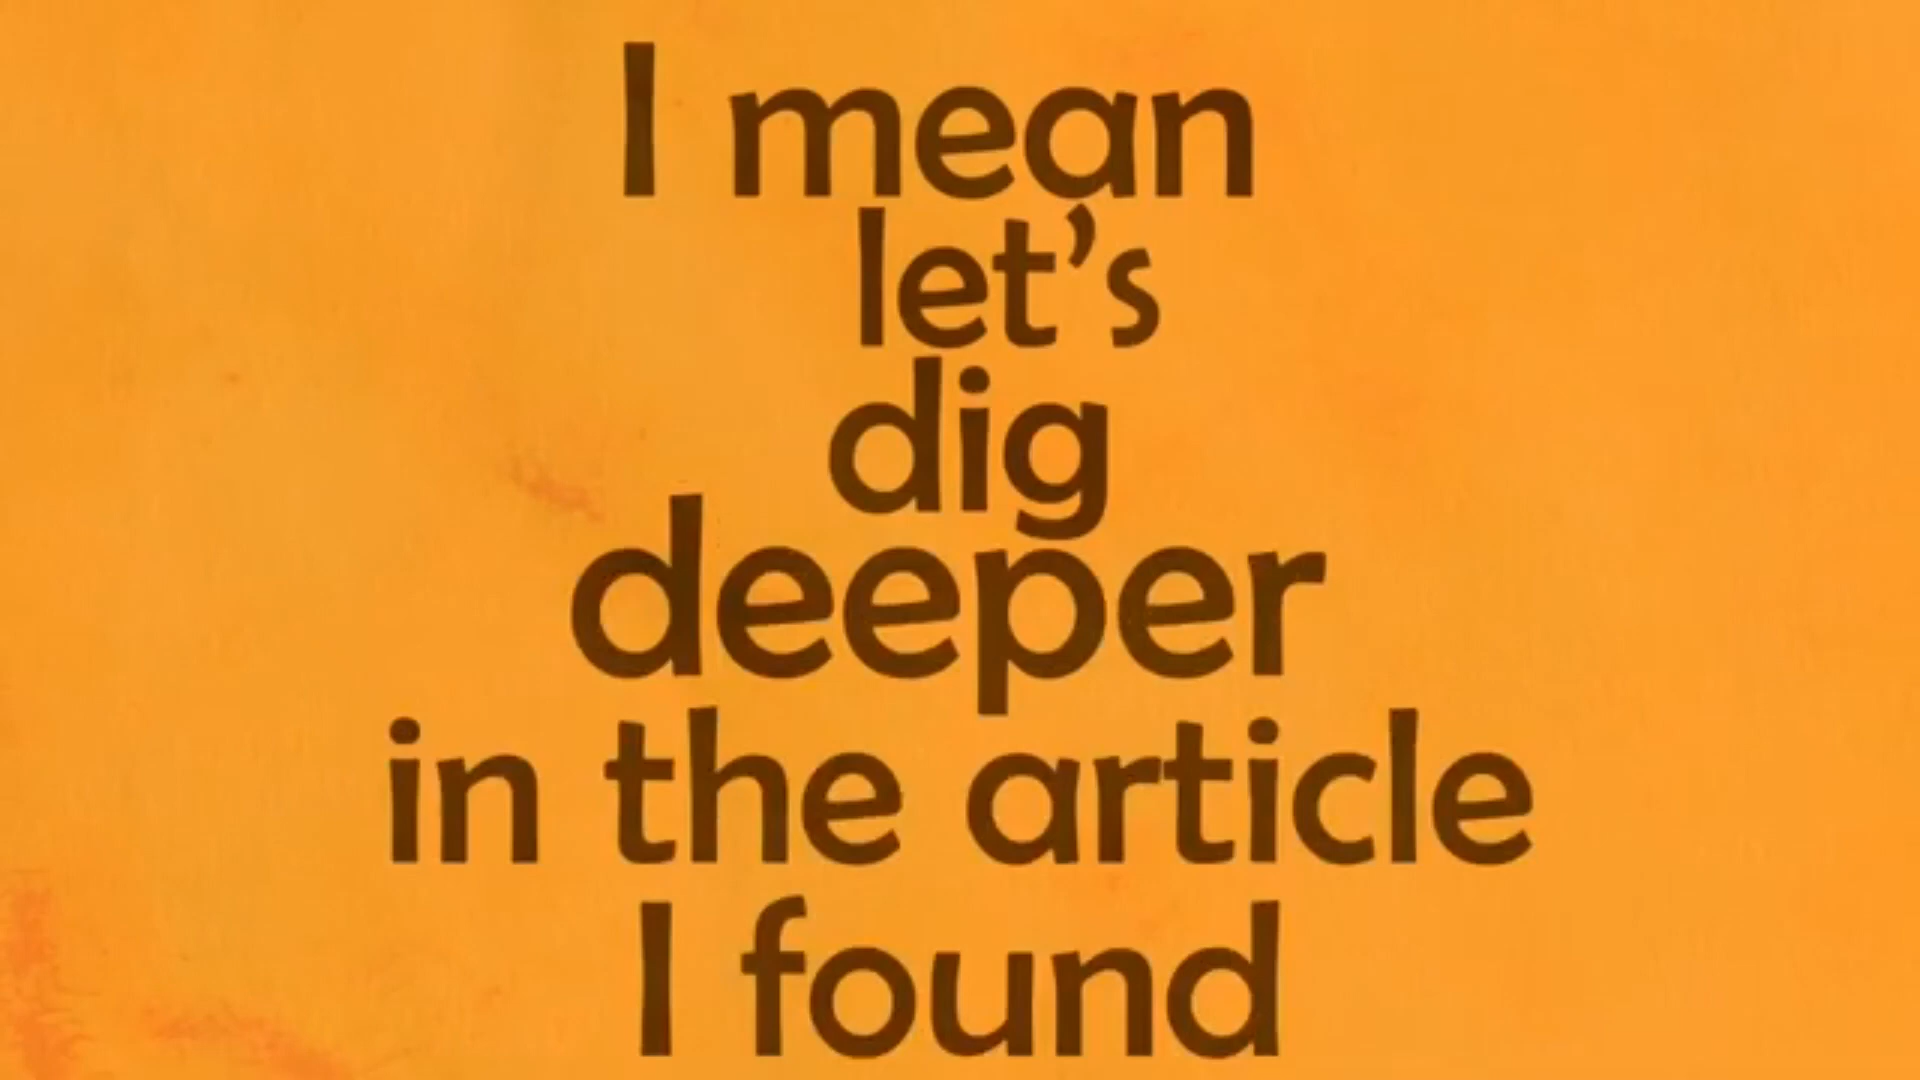 I mean
let's
dig
deeper
in the article
I found